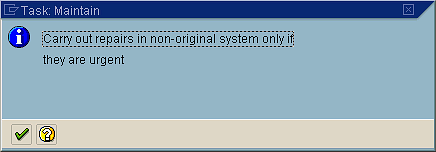 Task: Maintain
Carry out repairs in non-original system only if
they are urgent